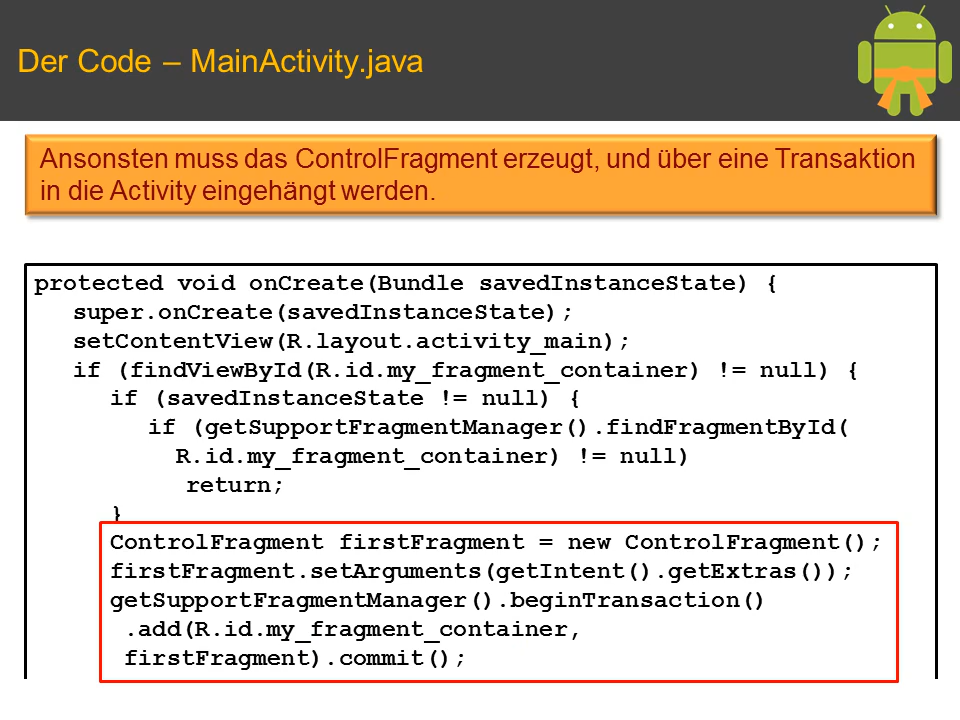 Der Code – MainActivity.java
Ansonsten muss das ControlFragment erzeugt, und über eine Transaktion
in die Activity eingehängt werden.
protected void onCreate(Bundle savedInstanceState) {
super.onCreate(savedInstanceState);
setContentView(R.layout.activity_main);
if (findViewById(R.id.my_fragment_container) != null) {
if (savedInstanceState != null) {
if (getSupportFragmentManager().findFragmentById(
R.id.my_fragment_container) != null)
return;
}
ControlFragment firstFragment = new ControlFragment();
firstFragment.setArguments(getIntent().getExtras());
getSupportFragmentManager().beginTransaction()
.add(R.id.my_fragment_container,
firstFragment).commit();